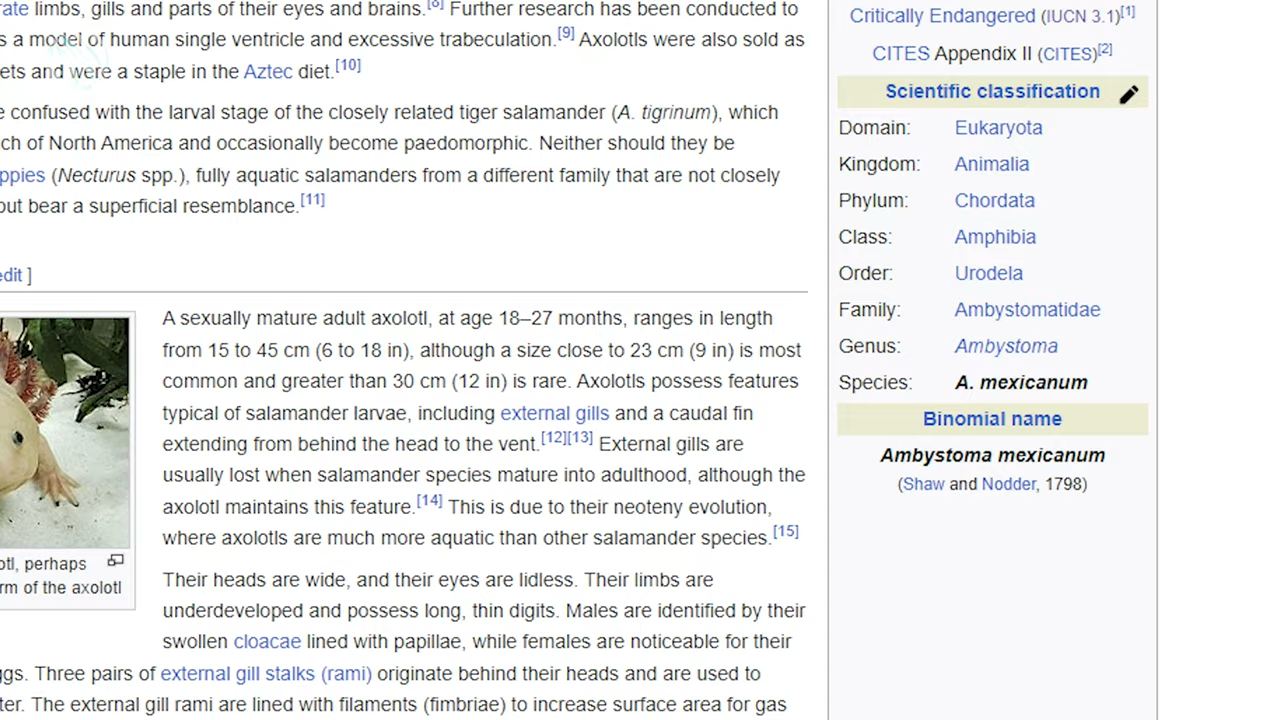 rate limbs, gills and parts of their eyes and brains.[8] Further research has been conducted to
s a model of human single ventricle and excessive trabeculation.[9] Axolotls were also sold as
ets and were a staple in the Aztec diet.[10]
e confused with the larval stage of the closely related tiger salamander (A. tigrinum), which
ch of North America and occasionally become paedomorphic. Neither should they be
ppies (Necturus spp.), fully aquatic salamanders from a different family that are not closely
out bear a superficial resemblance.[11]
edit ]
A sexually mature adult axolotl, at age 18–27 months, ranges in length
from 15 to 45 cm (6 to 18 in), although a size close to 23 cm (9 in) is most
common and greater than 30 cm (12 in) is rare. Axolotls possess features
typical of salamander larvae, including external gills and a caudal fin
extending from behind the head to the vent.[12][13] External gills are
usually lost when salamander species mature into adulthood, although the
axolotl maintains this feature.[14] This is due to their neoteny evolution,
where axolotls are much more aquatic than other salamander species.[15]
otl, perhaps
rm of the axolotl
Their heads are wide, and their eyes are lidless. Their limbs are
underdeveloped and possess long, thin digits. Males are identified by their
swollen cloacae lined with papillae, while females are noticeable for their
ggs. Three pairs of external gill stalks (rami) originate behind their heads and are used to
ter. The external gill rami are lined with filaments (fimbriae) to increase surface area for gas
Critically Endangered (IUCN 3.1)[1]
CITES Appendix II (CITES)[2]
Scientific classification
Domain: Eukaryota
Kingdom: Animalia
Phylum: Chordata
Class: Amphibia
Order: Urodela
Family: Ambystomatidae
Genus: Ambystoma
Species: A. mexicanum
Binomial name
Ambystoma mexicanum
(Shaw and Nodder, 1798)